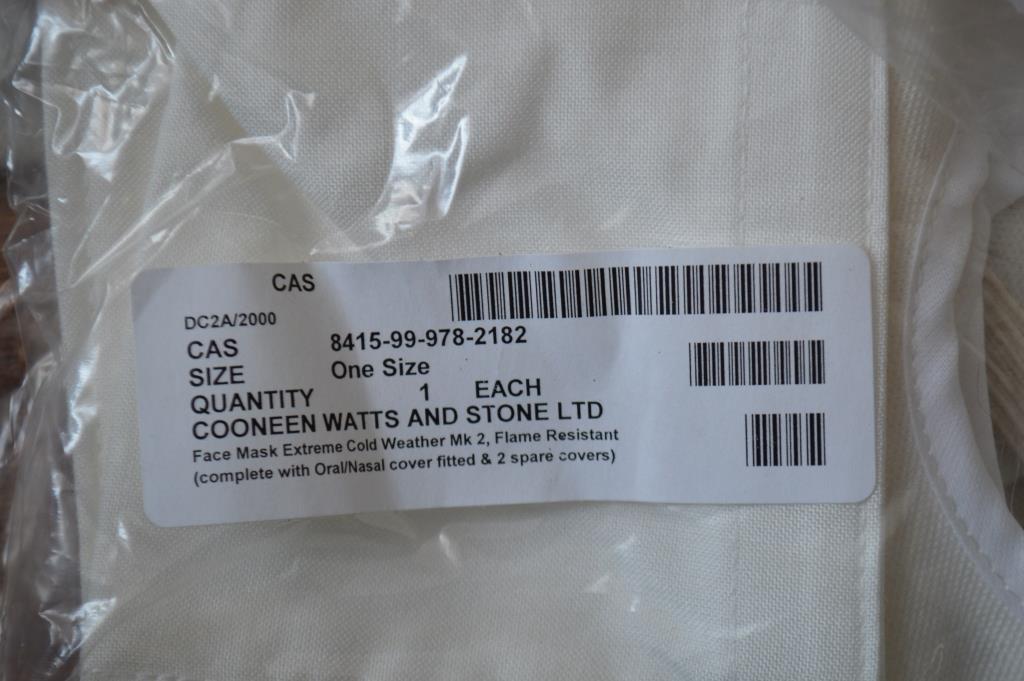 CAS
DC2A/2000
CAS 8415-99-978-2182
SIZE One Size
QUANTITY 1 EACH
COONEEN WATTS AND STONE LTD
Face Mask Extreme Cold Weather Mk 2, Flame Resistant
(complete with Oral/Nasal cover fitted & 2 spare covers)